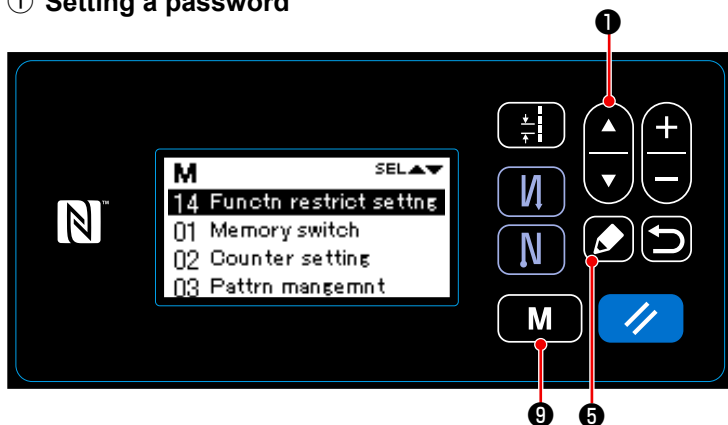 ① Setting a password
❶
M SEL▲▼
14 Functn restrict settng
01 Memory switch
02 Counter setting
03 Pattrn mangemnt
N™
M
❾ ❺